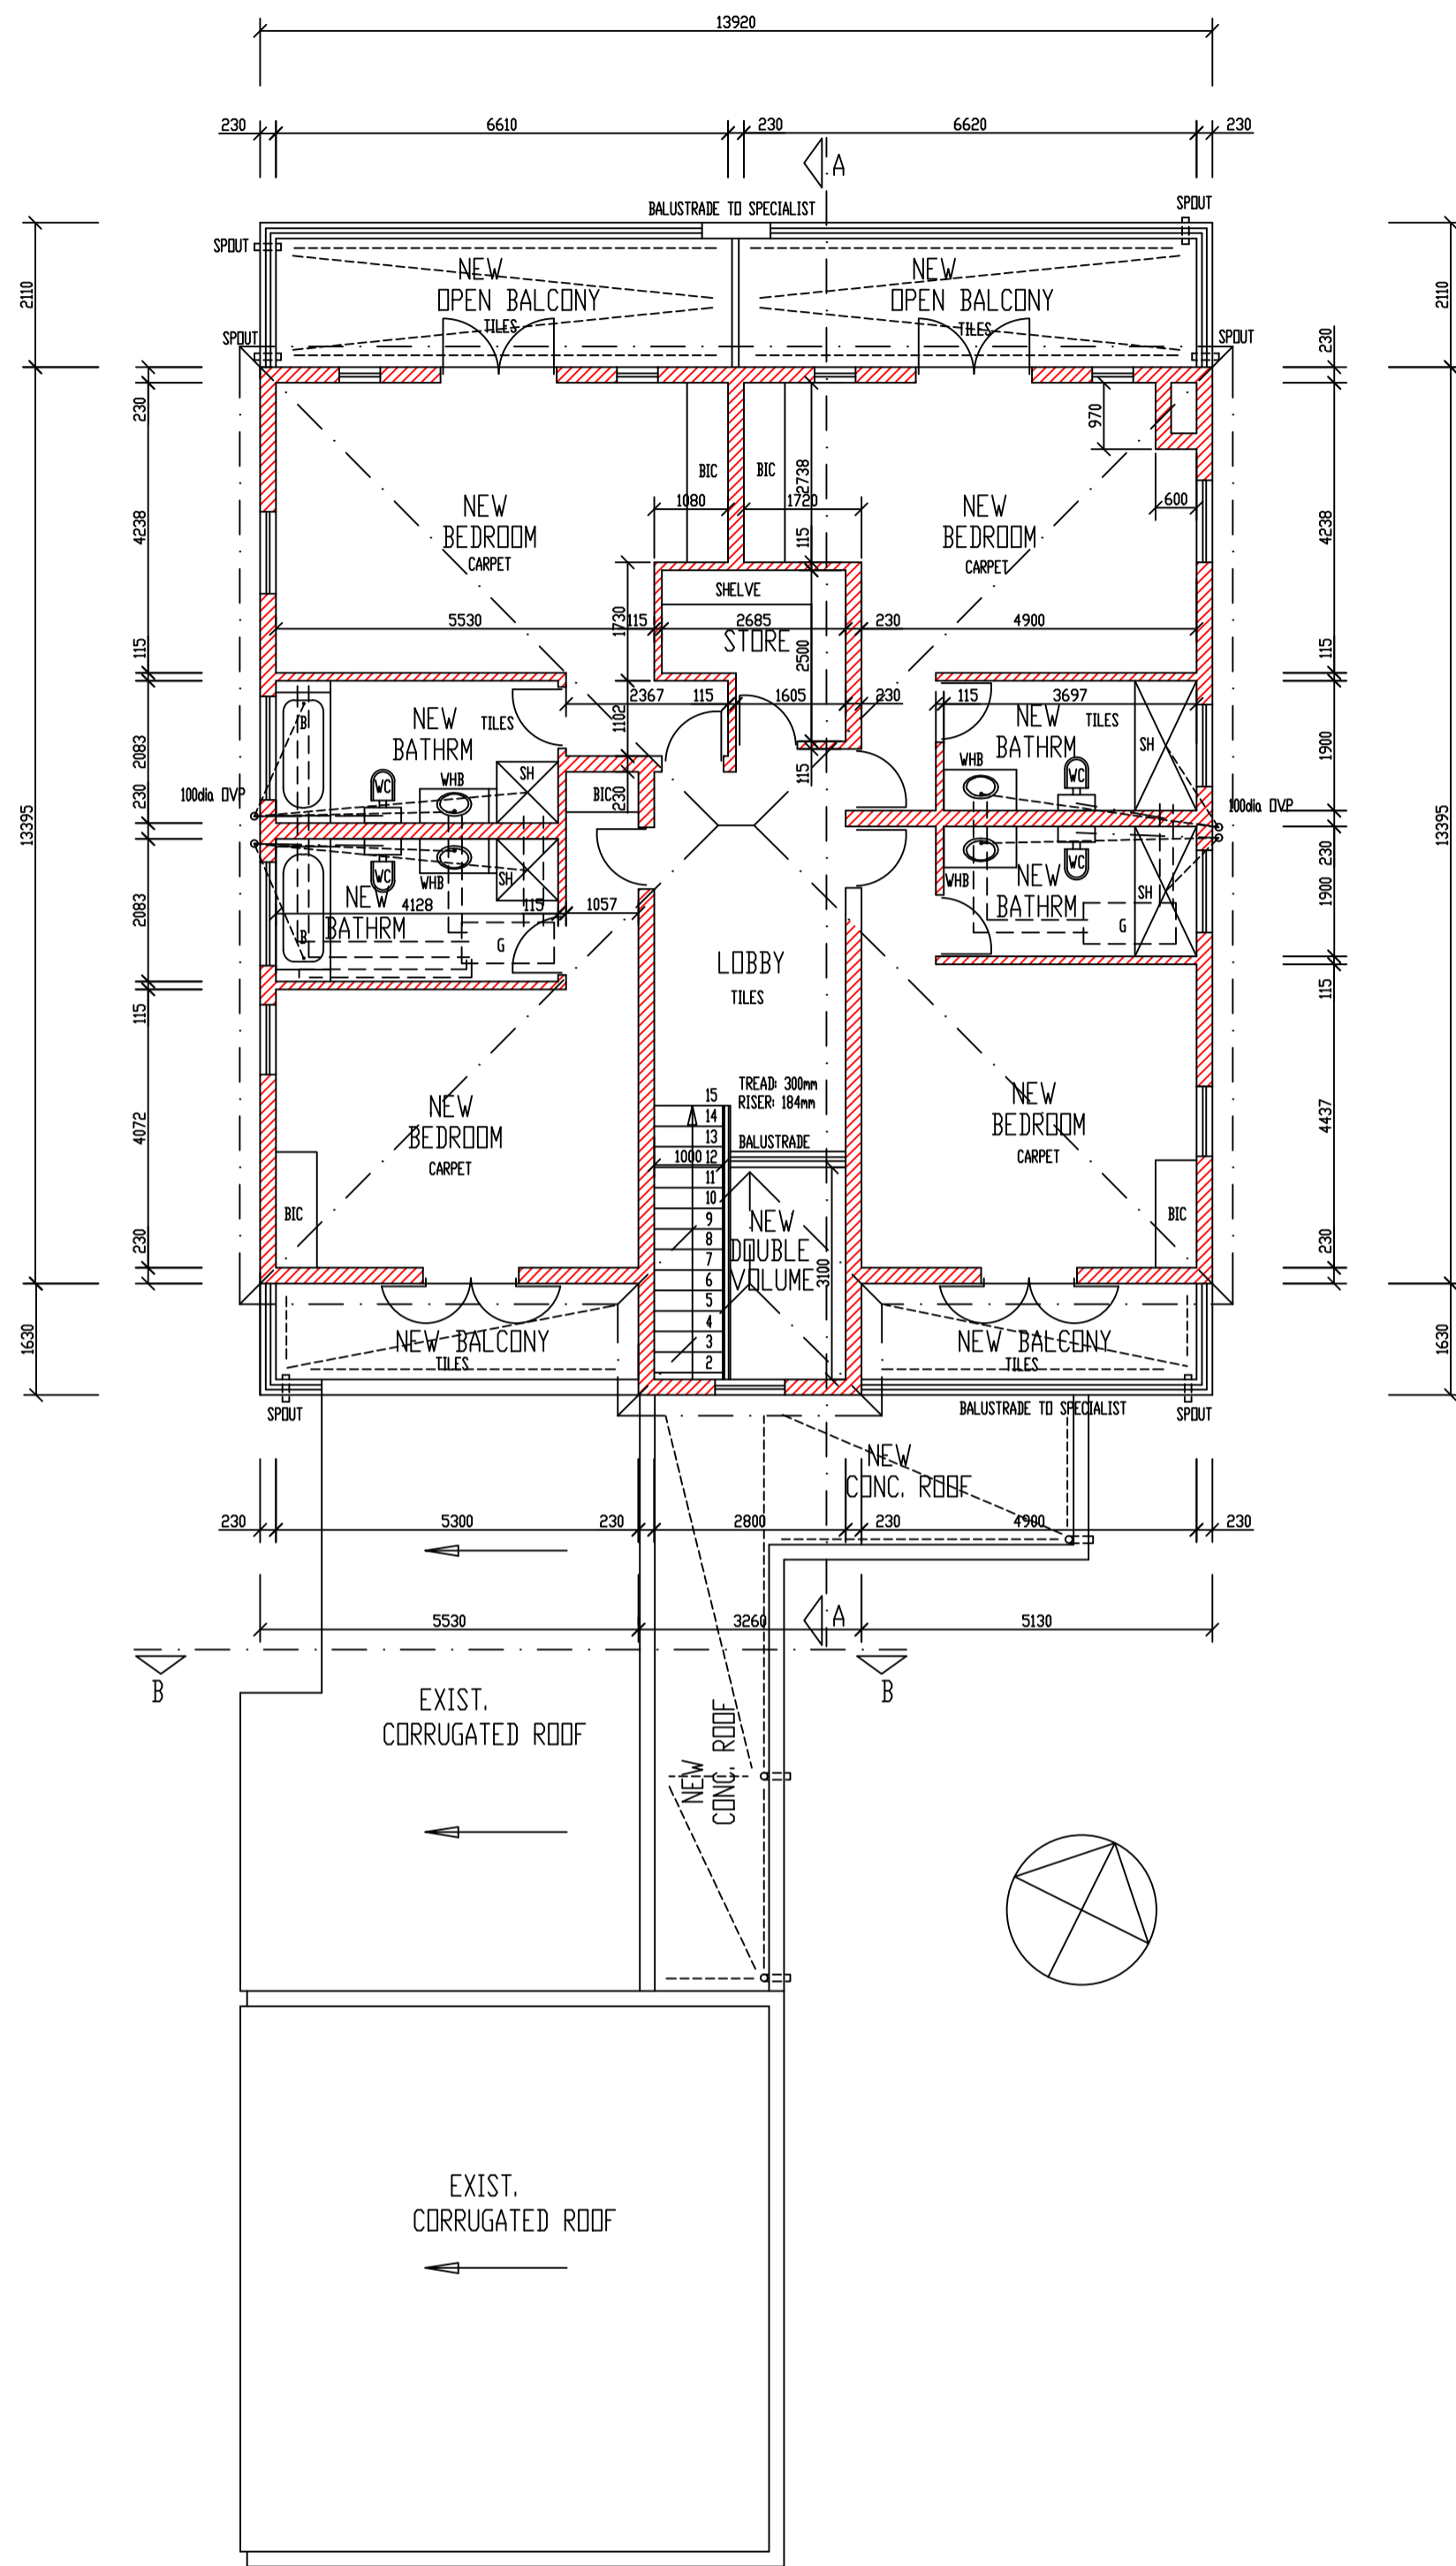 13920
230 6610 230 6620 230
A
BALUSTRADE TO SPECIALIST
SPOUT
SPOUT
2110
2110
NEW
OPEN BALCONY
TILES
NEW
OPEN BALCONY
TILES
SPOUT
SPOUT
230
230
970
BIC
BIC
2738
1080
1720
600
NEW
BEDROOM
CARPET
NEW
BEDROOM
CARPET
4238
4238
115
SHELVE
STORE
1730
2500
5530 115 2685 230 4900
115
115
2367 115 1605 230 115 3697
NEW
BATHRM
TILES
NEW
BATHRM
TILES
B
WC
WHB
SH
1102
115
230
BIC
WHB
WC
SH
2083
1900
100dia OVP
100dia OVP
230
230
13395
13395
WC
WHB
SH
NEW
BATHRM
B
G
4128 115 1057
WHB
WC
SH
NEW
BATHRM
G
2083
1900
LOBBY
TILES
115
115
TREAD: 300mm
RISER: 184mm
BALUSTRADE
15
14
13
12
11
10
9
8
7
6
5
4
3
2
1000
NEW
DOUBLE
VOLUME
3100
NEW
BEDROOM
CARPET
NEW
BEDROOM
CARPET
4072
4437
BIC
BIC
230
230
1630
1630
NEW BALCONY
TILES
NEW BALCONY
TILES
SPOUT
BALUSTRADE TO SPECIALIST
SPOUT
NEW
CONC. ROOF
230 5300 230 2800 230 4900 230
5530 3260 5130
A
B
B
EXIST.
CORRUGATED ROOF
NEW
CONC. ROOF
EXIST.
CORRUGATED ROOF